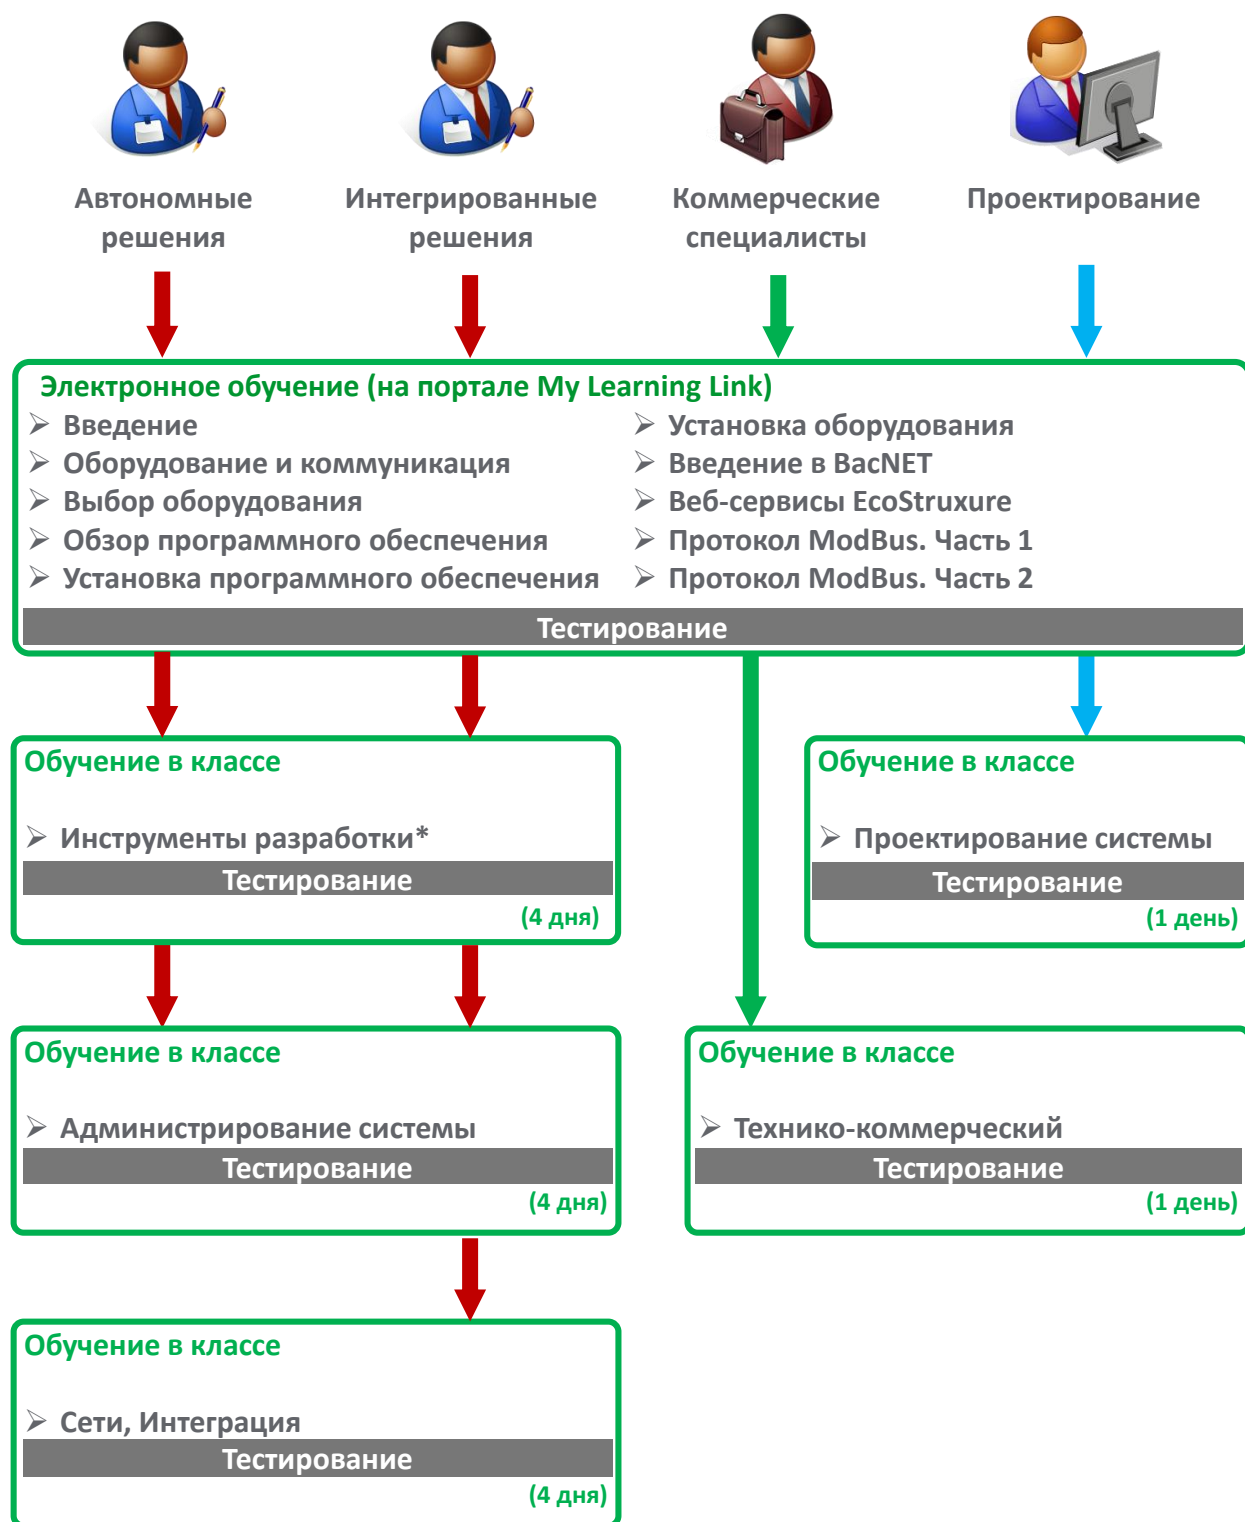 Автономные
решения
Интегрированные
решения
Коммерческие
специалисты
Проектирование
Электронное обучение (на портале My Learning Link)
➢ Введение
➢ Оборудование и коммуникация
➢ Выбор оборудования
➢ Обзор программного обеспечения
➢ Установка программного обеспечения
➢ Установка оборудования
➢ Введение в BacNET
➢ Веб-сервисы EcoStruxure
➢ Протокол ModBus. Часть 1
➢ Протокол ModBus. Часть 2
Тестирование
Обучение в классе
➢ Инструменты разработки*
Тестирование
(4 дня)
Обучение в классе
➢ Проектирование системы
Тестирование
(1 день)
Обучение в классе
➢ Администрирование системы
Тестирование
(4 дня)
Обучение в классе
➢ Технико-коммерческий
Тестирование
(1 день)
Обучение в классе
➢ Сети, Интеграция
Тестирование
(4 дня)